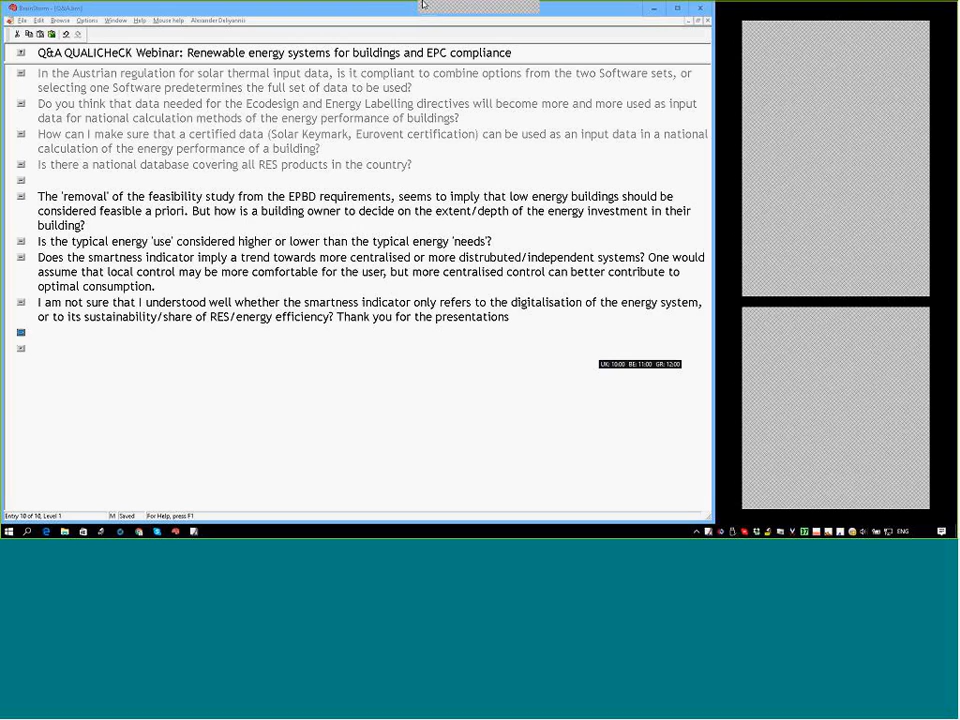 BrainStorm - [Q&A.brn]
File Edit Browse Options Window Help Mouse help Alexander Deliyannis
Q&A QUALICHeCK Webinar: Renewable energy systems for buildings and EPC compliance
In the Austrian regulation for solar thermal input data, is it compliant to combine options from the two Software sets, or
selecting one Software predetermines the full set of data to be used?
Do you think that data needed for the Ecodesign and Energy Labelling directives will become more and more used as input
data for national calculation methods of the energy performance of buildings?
How can I make sure that a certified data (Solar Keymark, Eurovent certification) can be used as an input data in a national
calculation of the energy performance of a building?
Is there a national database covering all RES products in the country?
The 'removal' of the feasibility study from the EPBD requirements, seems to imply that low energy buildings should be
considered feasible a priori. But how is a building owner to decide on the extent/depth of the energy investment in their
building?
Is the typical energy 'use' considered higher or lower than the typical energy 'needs'?
Does the smartness indicator imply a trend towards more centralised or more distrubuted/independent systems? One would
assume that local control may be more comfortable for the user, but more centralised control can better contribute to
optimal consumption.
I am not sure that I understood well whether the smartness indicator only refers to the digitalisation of the energy system,
or to its sustainability/share of RES/energy efficiency? Thank you for the presentations
UK: 10:00 BE: 11:00 GR: 12:00
Entry 10 of 10, Level 1 M Saved For Help, press F1
ENG